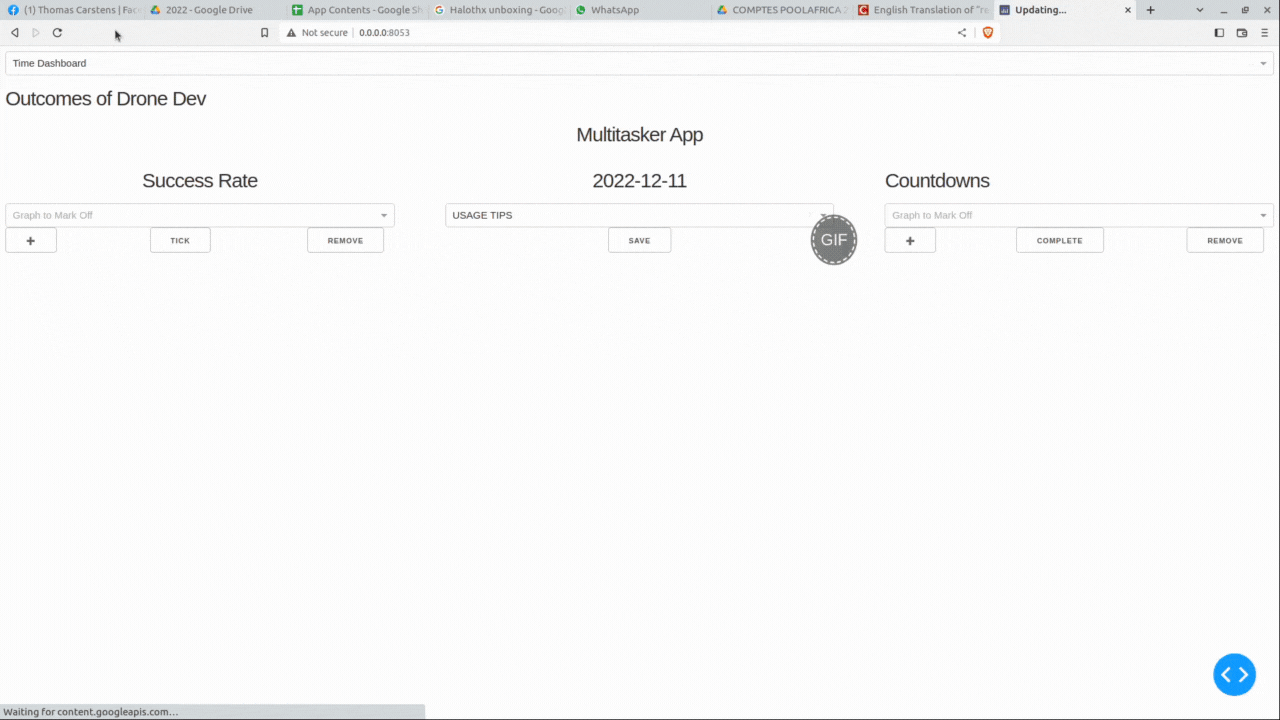 (1) Thomas Carstens | Fac
2022 - Google Drive
App Contents - Google Sh
Halothx unboxing - Goog
WhatsApp
COMPTES POOLAFRICA 2
English Translation of “re
Updating...
Not secure
0.0.0.0:8053
Time Dashboard
Outcomes of Drone Dev
Multitasker App
Success Rate
2022-12-11
Countdowns
Graph to Mark Off
USAGE TIPS
Graph to Mark Off
+
TICK
REMOVE
SAVE
GIF
+
COMPLETE
REMOVE
Waiting for content.googleapis.com...